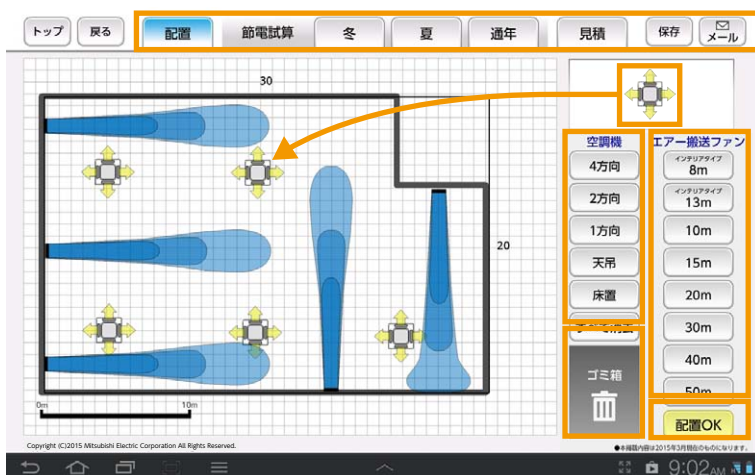 トップ
戻る
配置
節電試算
冬
夏
通年
見積
保存
メール
30
20
0m
10m
空調機
4方向
2方向
1方向
天吊
床置
ゴミ箱
エアー搬送ファン
インテリアタイプ
8m
インテリアタイプ
13m
10m
15m
20m
30m
40m
50m
配置OK
Copyright (C)2015 Mitsubishi Electric Corporation All Rights Reserved.
●本掲載内容は2015年3月現在のものになります。
9:02AM